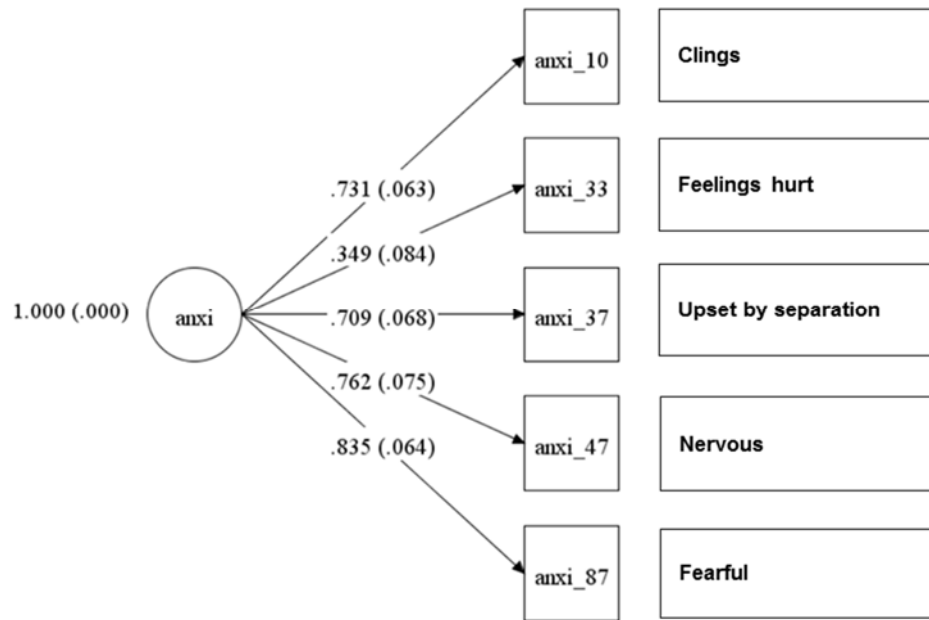 anxi_10 Clings
.731 (.063)
anxi_33 Feelings hurt
.349 (.084)
1.000 (.000) anxi .709 (.068) anxi_37 Upset by separation
.762 (.075)
anxi_47 Nervous
.835 (.064)
anxi_87 Fearful